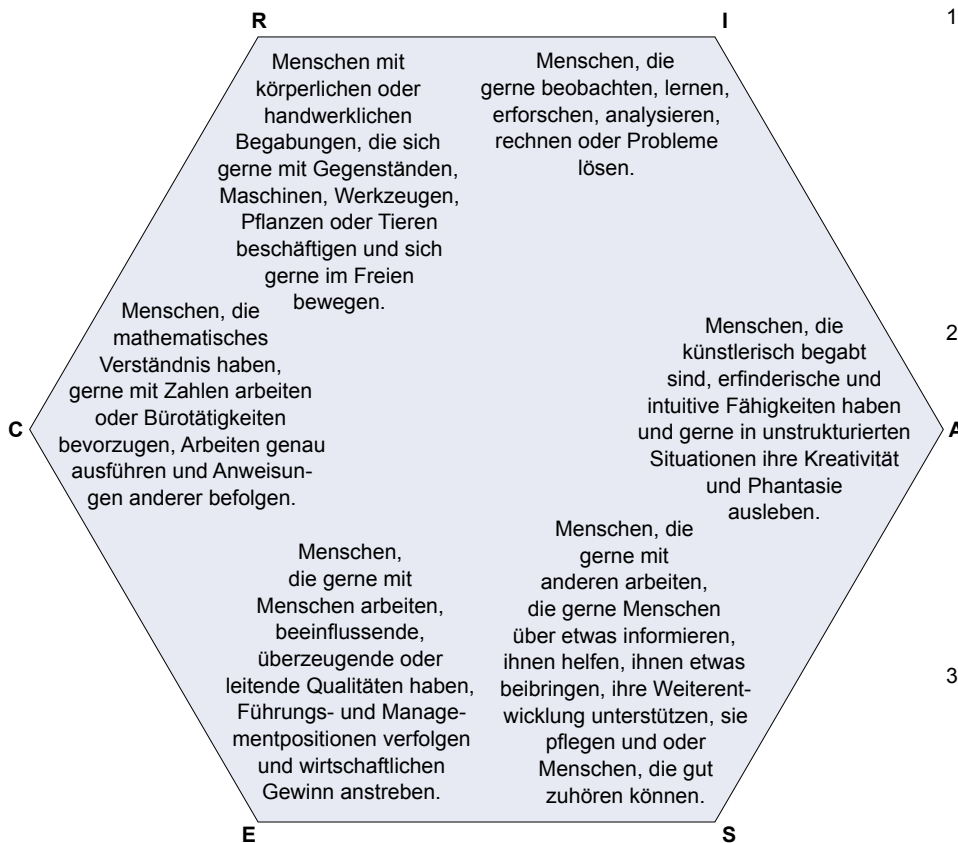 R
Menschen mit
körperlichen oder
handwerklichen
Begabungen, die sich
gerne mit Gegenständen,
Maschinen, Werkzeugen,
Pflanzen oder Tieren
beschäftigen und sich
gerne im Freien
bewegen.
I
Menschen, die
gerne beobachten, lernen,
erforschen, analysieren,
rechnen oder Probleme
lösen.
1
C
Menschen, die
mathematisches
Verständnis haben,
gerne mit Zahlen arbeiten
oder Bürotätigkeiten
bevorzugen, Arbeiten genau
ausführen und Anweisun-
gen anderer befolgen.
Menschen, die
künstlerisch begabt
sind, erfinderische und
intuitive Fähigkeiten haben
und gerne in unstrukturierten
Situationen ihre Kreativität
und Phantasie
ausleben.
A
2
Menschen,
die gerne mit
Menschen arbeiten,
beeinflussende,
überzeugende oder
leitende Qualitäten haben,
Führungs- und Manage-
mentpositionen verfolgen
und wirtschaftlichen
Gewinn anstreben.
E
Menschen, die
gerne mit
anderen arbeiten,
die gerne Menschen
über etwas informieren,
ihnen helfen, ihnen etwas
beibringen, ihre Weiterent-
wicklung unterstützen, sie
pflegen und oder
Menschen, die gut
zuhören können.
S
3